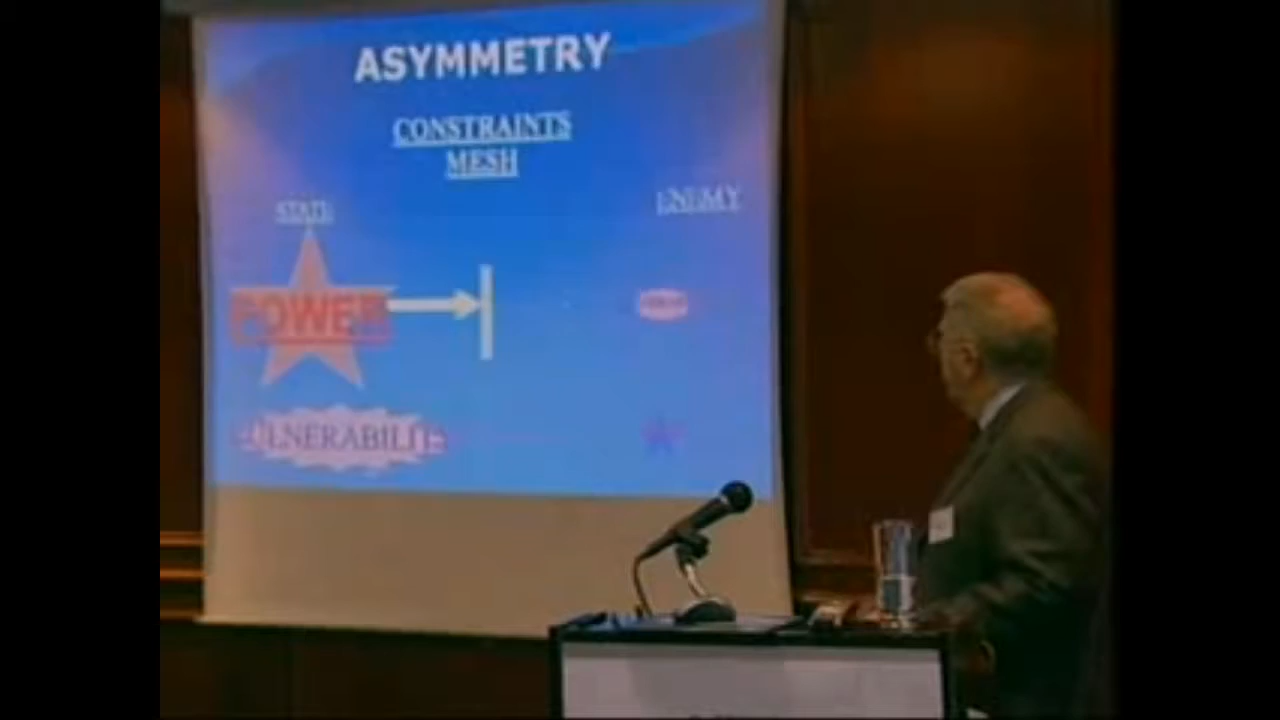 ASYMMETRY
CONSTRAINTS
MESH
STATE
ENEMY
POWER